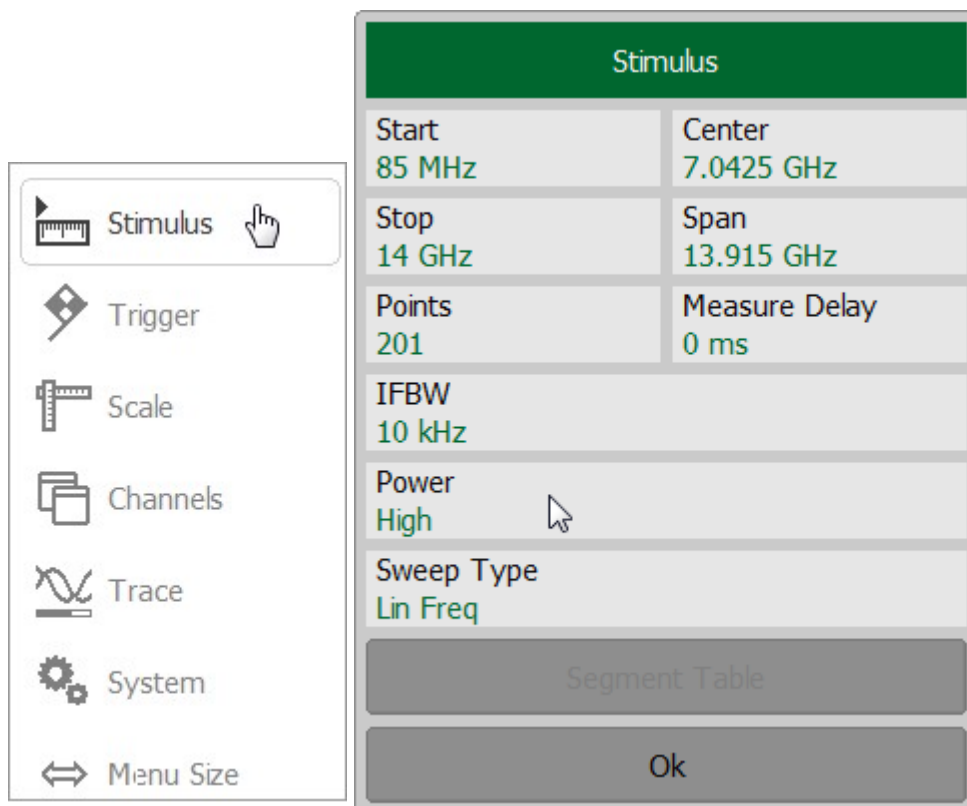 Stimulus
Trigger
Scale
Channels
Trace
System
Menu Size
Stimulus
Start
85 MHz
Center
7.0425 GHz
Stop
14 GHz
Span
13.915 GHz
Points
201
Measure Delay
0 ms
IFBW
10 kHz
Power
High
Sweep Type
Lin Freq
Segment Table
Ok